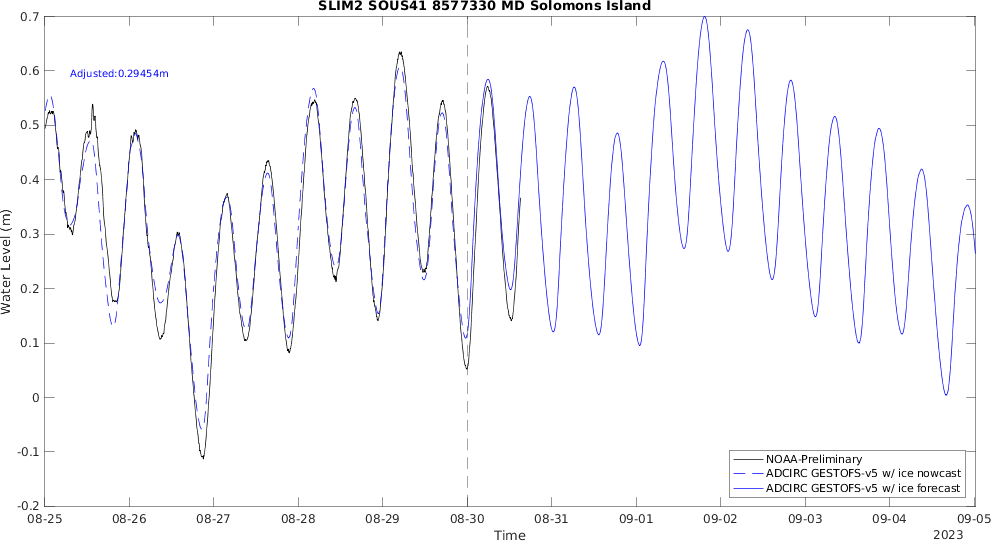 SLIM2 SOUS41 8577330 MD Solomons Island
0.7
0.6
0.5
0.4
0.3
0.2
0.1
0
-0.1
-0.2
Water Level (m)
Adjusted:0.29454m
NOAA-Preliminary
ADCIRC GESTOFS-v5 w/ ice nowcast
ADCIRC GESTOFS-v5 w/ ice forecast
08-25 08-26 08-27 08-28 08-29 08-30 08-31 09-01 09-02 09-03 09-04 09-05
Time
2023